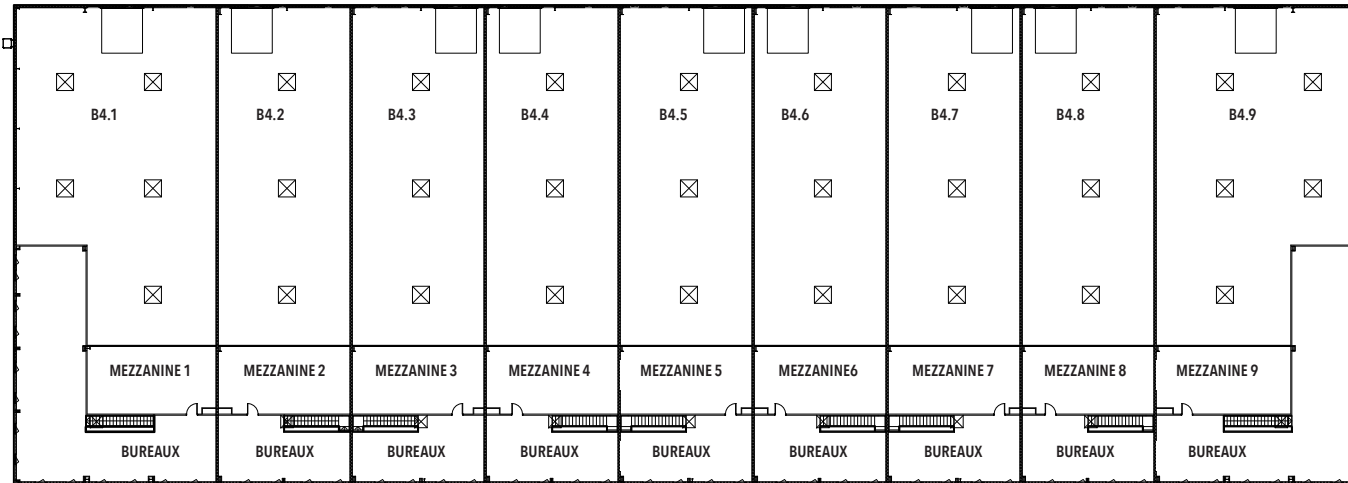 B4.1 B4.2 B4.3 B4.4 B4.5 B4.6 B4.7 B4.8 B4.9
MEZZANINE 1 MEZZANINE 2 MEZZANINE 3 MEZZANINE 4 MEZZANINE 5 MEZZANINE6 MEZZANINE 7 MEZZANINE 8 MEZZANINE 9
BUREAUX BUREAUX BUREAUX BUREAUX BUREAUX BUREAUX BUREAUX BUREAUX BUREAUX